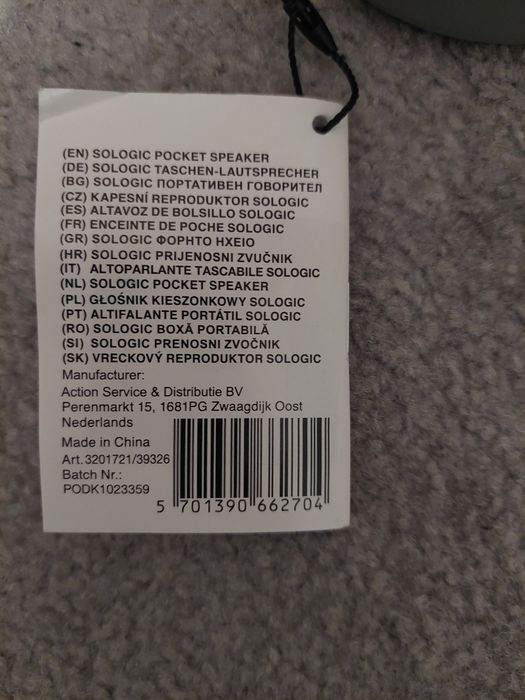 (EN) SOLOGIC POCKET SPEAKER
(DE) SOLOGIC TASCHEN-LAUTSPRECHER
(BG) SOLOGIC ПОРТАТИВЕН ГОВОРИТЕЛ
(CZ) KAPESNÍ REPRODUKTOR SOLOGIC
(ES) ALTAVOZ DE BOLSILLO SOLOGIC
(FR) ENCEINTE DE POCHE SOLOGIC
(GR) SOLOGIC ΦΟΡΗΤΟ ΗΧΕΙΟ
(HR) SOLOGIC PRIJENOSNI ZVUČNIK
(IT) ALTOPARLANTE TASCABILE SOLOGIC
(NL) SOLOGIC POCKET SPEAKER
(PL) GŁOŚNIK KIESZONKOWY SOLOGIC
(PT) ALTIFALANTE PORTÁTIL SOLOGIC
(RO) SOLOGIC BOXĂ PORTABILĂ
(SI) SOLOGIC PRENOSNI ZVOČNIK
(SK) VRECKOVÝ REPRODUKTOR SOLOGIC
Manufacturer:
Action Service & Distributie BV
Perenmarkt 15, 1681PG Zwaagdijk Oost
Nederlands
Made in China
Art.3201721/39326
Batch Nr.:
PODK1023359
5 701390 662704